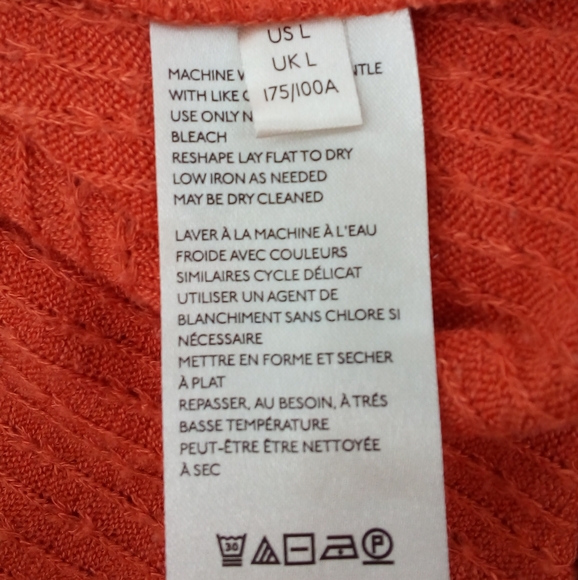 US L
UK L
175/100A
MACHINE
WITH LIKE
USE ONLY
BLEACH
RESHAPE LAY FLAT TO DRY
LOW IRON AS NEEDED
MAY BE DRY CLEANED
LAVER À LA MACHINE À L'EAU
FROIDE AVEC COULEURS
SIMILAIRES CYCLE DÉLICAT
UTILISER UN AGENT DE
BLANCHIMENT SANS CHLORE SI
NÉCESSAIRE
METTRE EN FORME ET SECHER
À PLAT
REPASSER, AU BESOIN, À TRÉS
BASSE TEMPÉRATURE
PEUT-ÊTRE ÊTRE NETTOYÉE
À SEC
30
P